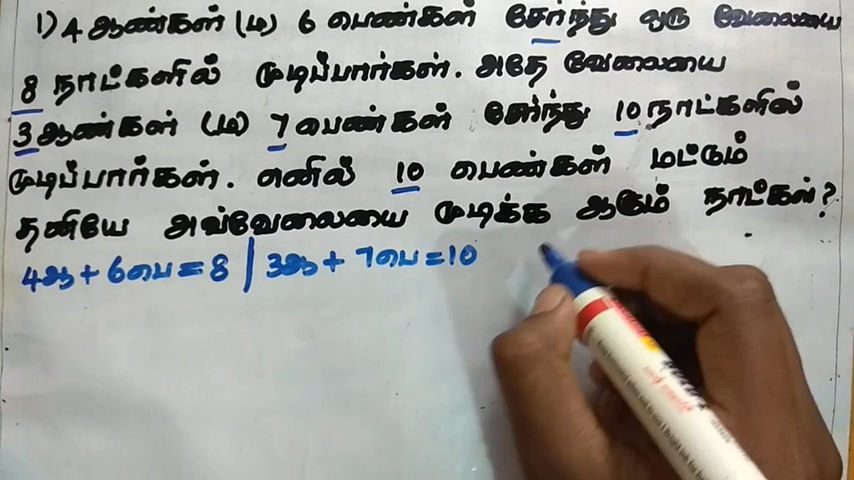 1) 4 ஆண்கள் (ம) 6 பெண்கள் சேர்ந்து ஒரு வேலையை
8 நாட்களில் முடிப்பார்கள். அதே வேலையை
3 ஆண்கள் (ம) 7 பெண்கள் சேர்ந்து 10 நாட்களில்
முடிப்பார்கள். எனில் 10 பெண்கள் மட்டும்
தனியே அவ்வேலையை முடிக்க ஆகும் நாட்கள்?
4ஆ + 6பெ = 8 | 3ஆ + 7பெ = 10